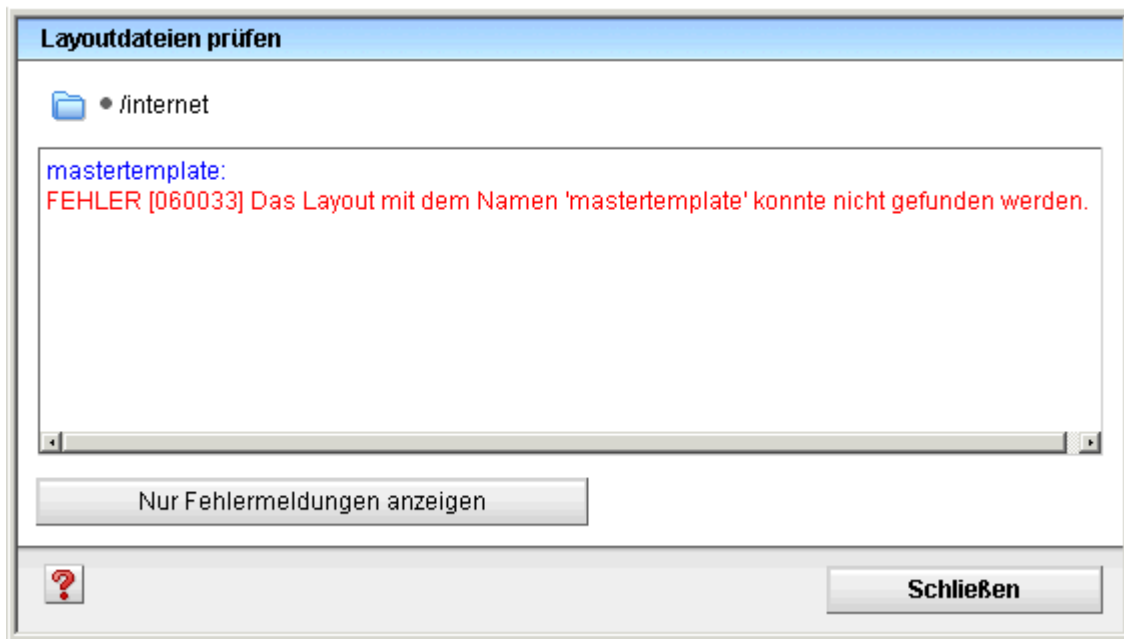 Layoutdateien prüfen
/internet
mastertemplate:
FEHLER [060033] Das Layout mit dem Namen 'mastertemplate' konnte nicht gefunden werden.
Nur Fehlermeldungen anzeigen
?
Schließen